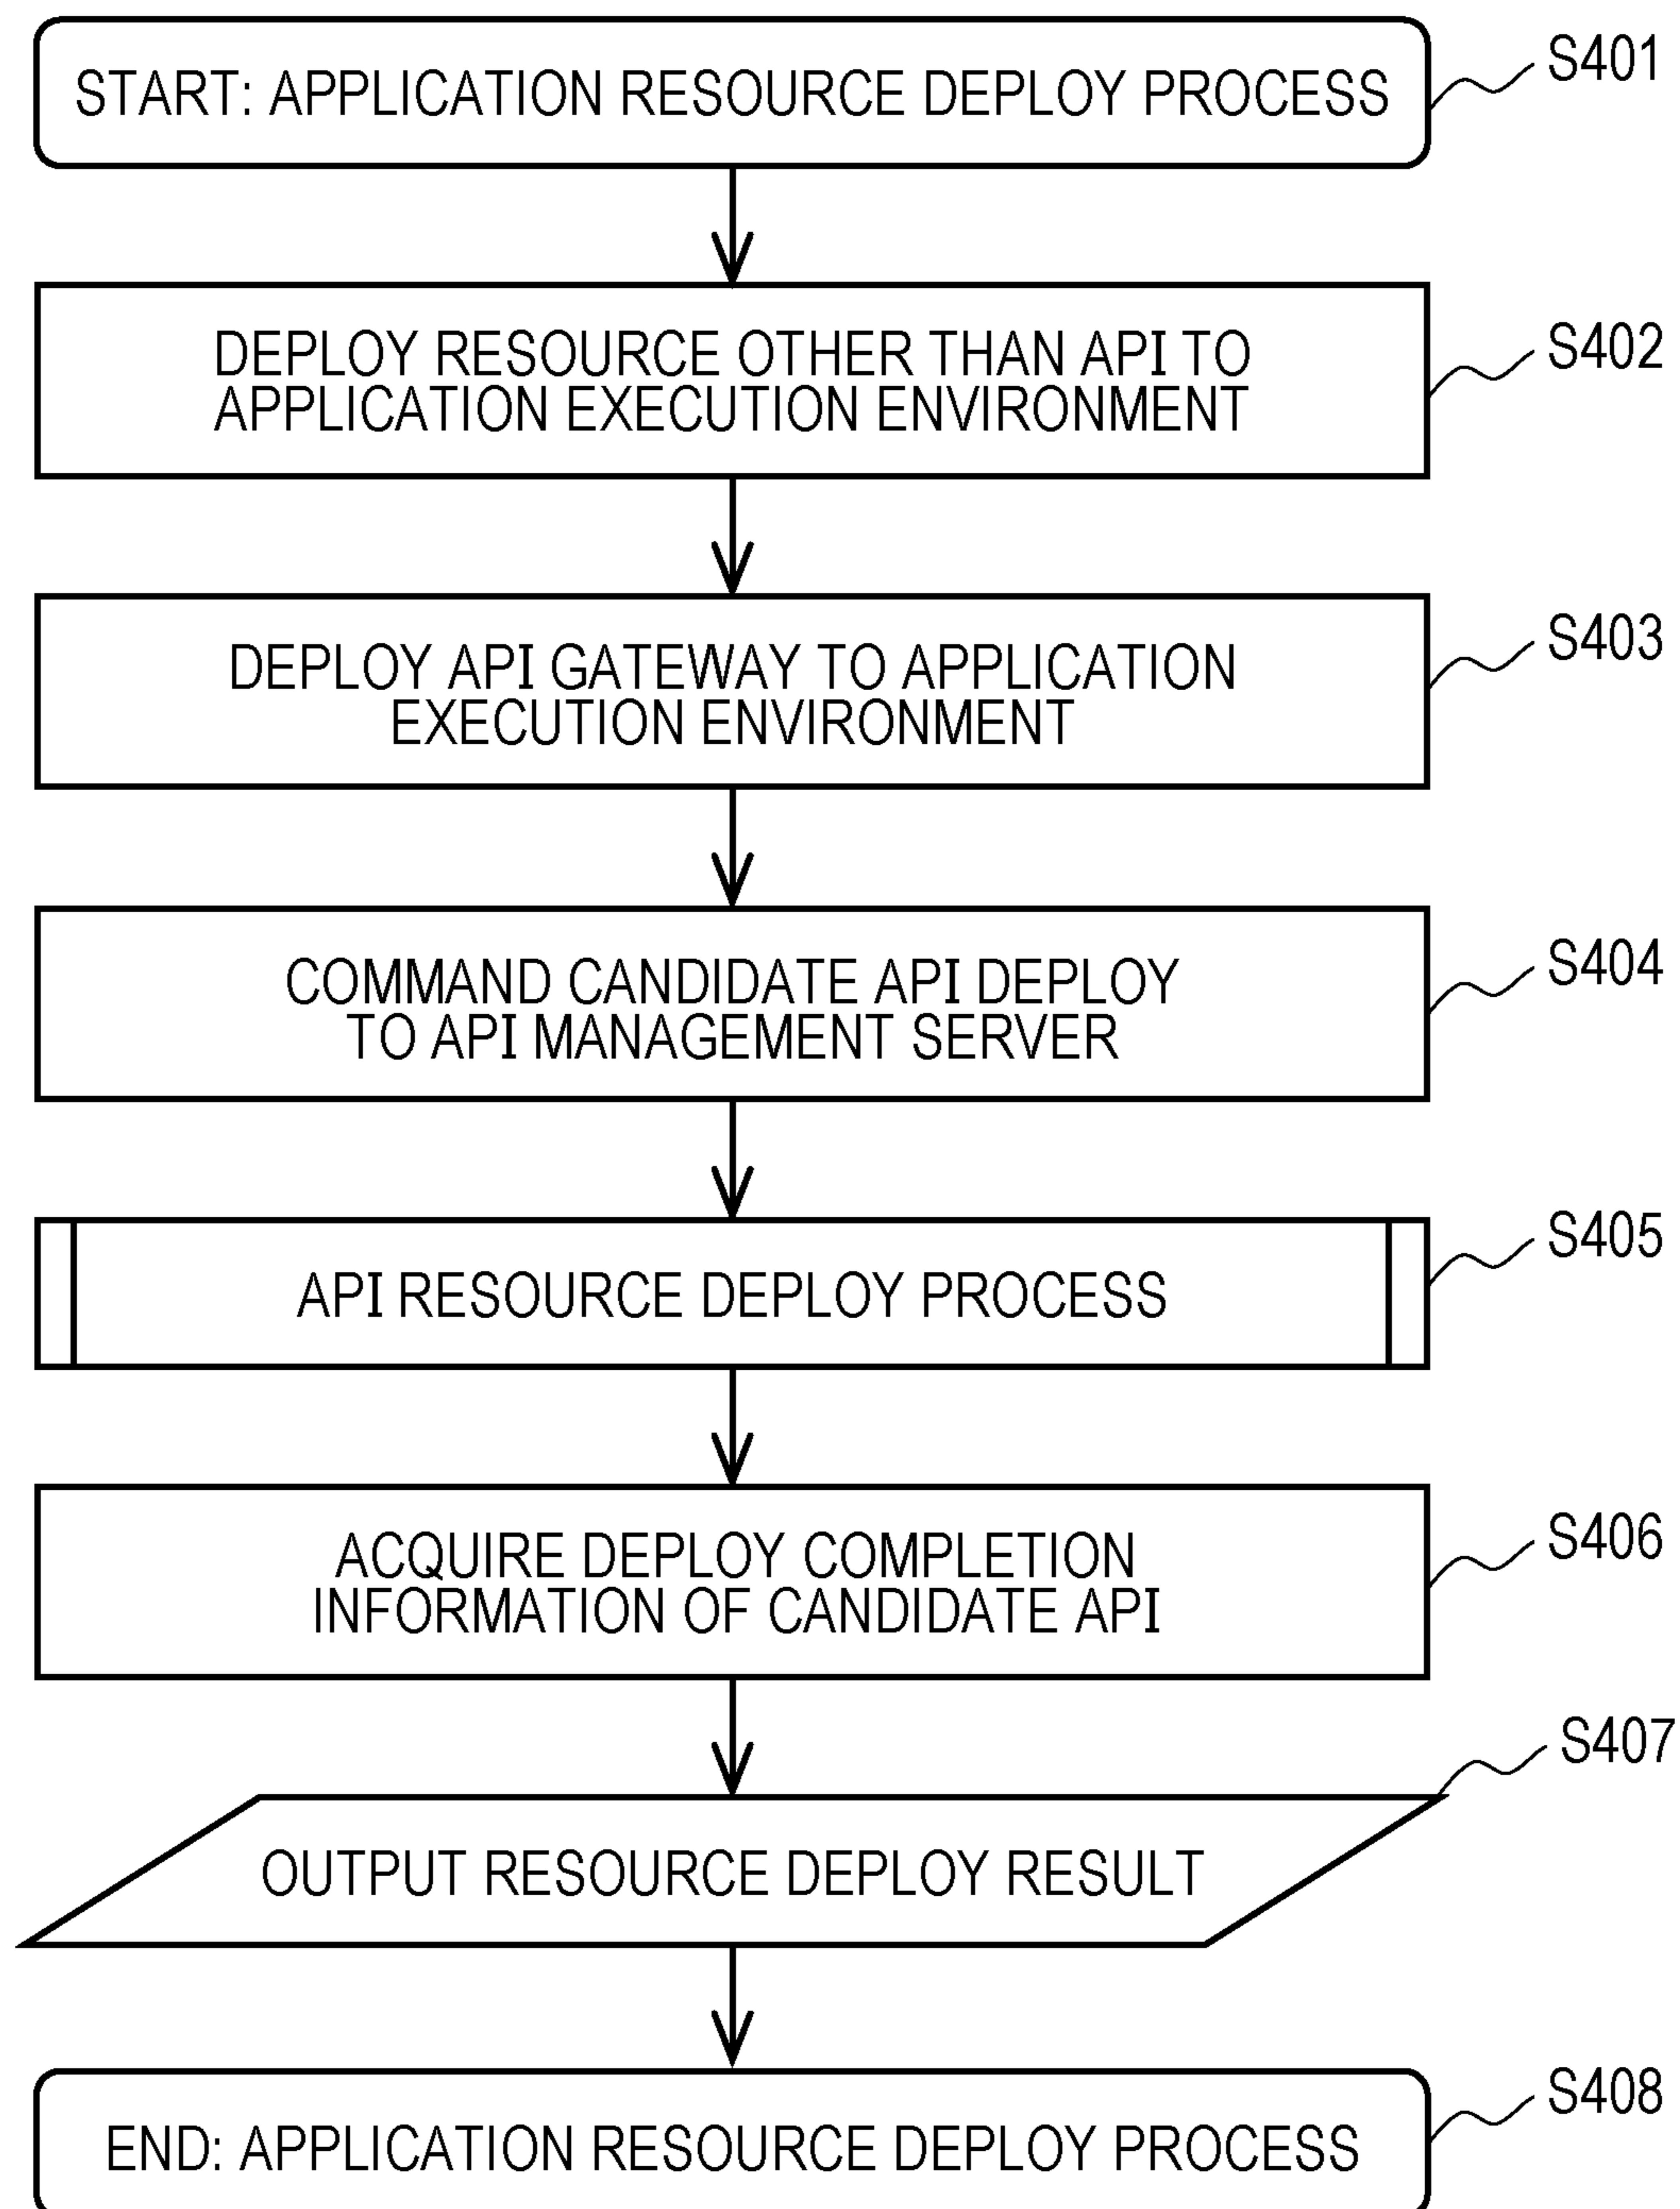 START: APPLICATION RESOURCE DEPLOY PROCESS
S401
DEPLOY RESOURCE OTHER THAN API TO
APPLICATION EXECUTION ENVIRONMENT
S402
DEPLOY API GATEWAY TO APPLICATION
EXECUTION ENVIRONMENT
S403
COMMAND CANDIDATE API DEPLOY
TO API MANAGEMENT SERVER
S404
API RESOURCE DEPLOY PROCESS
S405
ACQUIRE DEPLOY COMPLETION
INFORMATION OF CANDIDATE API
S406
OUTPUT RESOURCE DEPLOY RESULT
S407
END: APPLICATION RESOURCE DEPLOY PROCESS
S408